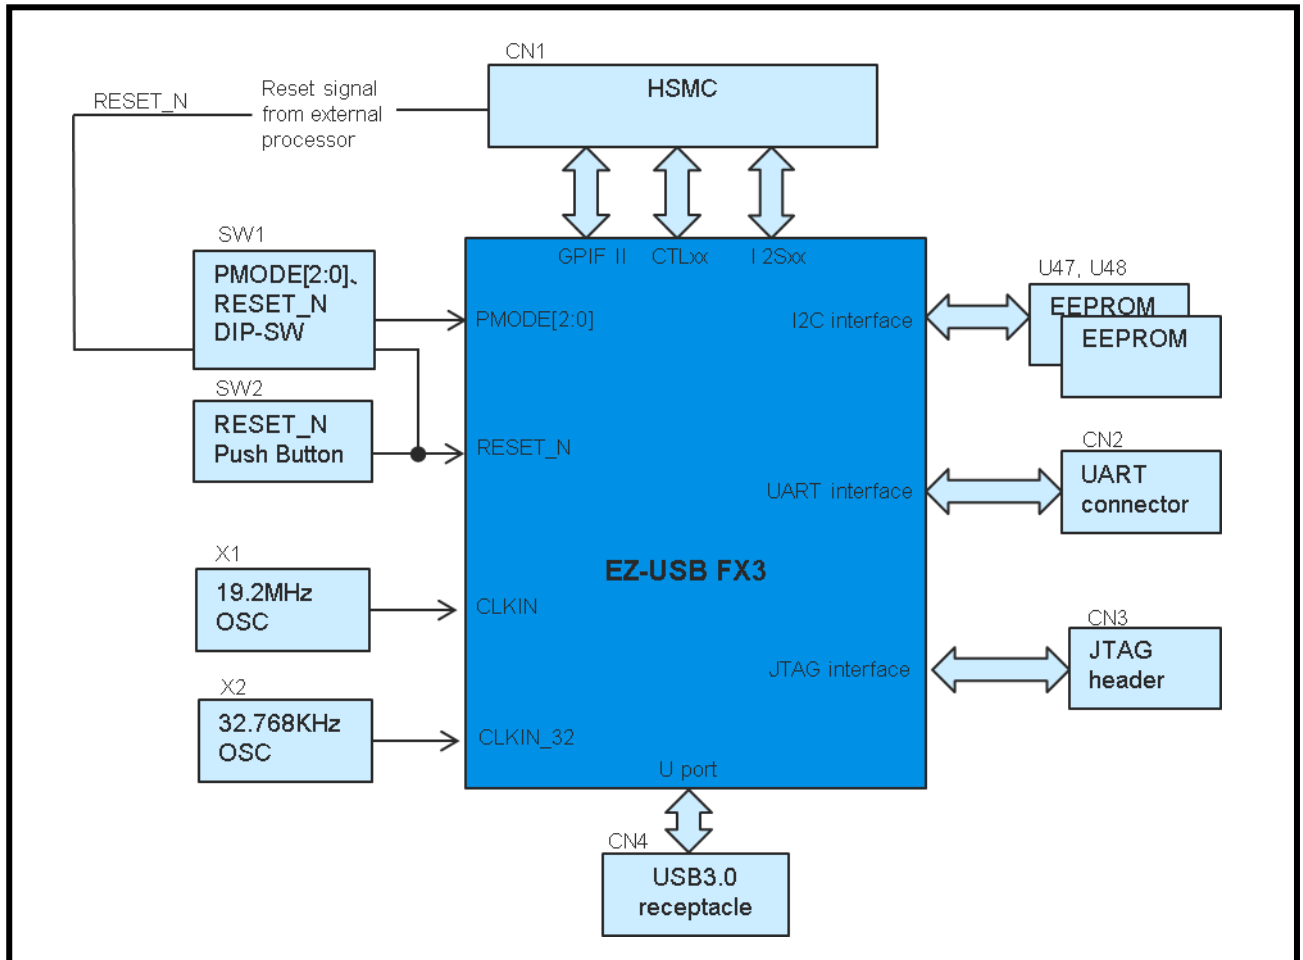 CN1
HSMC
RESET_N
Reset signal
from external
processor
SW1
PMODE[2:0]、
RESET_N
DIP-SW
GPIF II
CTLxx
I 2Sxx
U47, U48
EEPROM
EEPROM
PMODE[2:0]
I2C interface
SW2
RESET_N
Push Button
RESET_N
CN2
UART
connector
UART interface
X1
19.2MHz
OSC
EZ-USB FX3
CLKIN
CN3
JTAG
header
JTAG interface
X2
32.768KHz
OSC
CLKIN_32
U port
CN4
USB3.0
receptacle